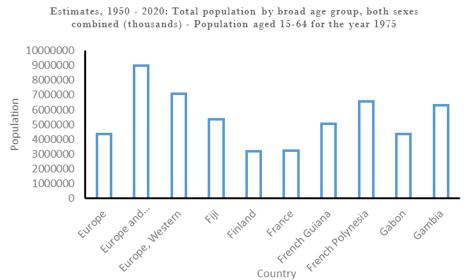 Estimates, 1950 - 2020: Total population by broad age group, both sexes
combined (thousands) - Population aged 15-64 for the year 1975
10000000
9000000
8000000
7000000
6000000
5000000
4000000
3000000
2000000
1000000
0
Population
Europe
Europe and...
Europe, Western
Fiji
Finland
France
French Guiana
French Polynesia
Gabon
Gambia
Country